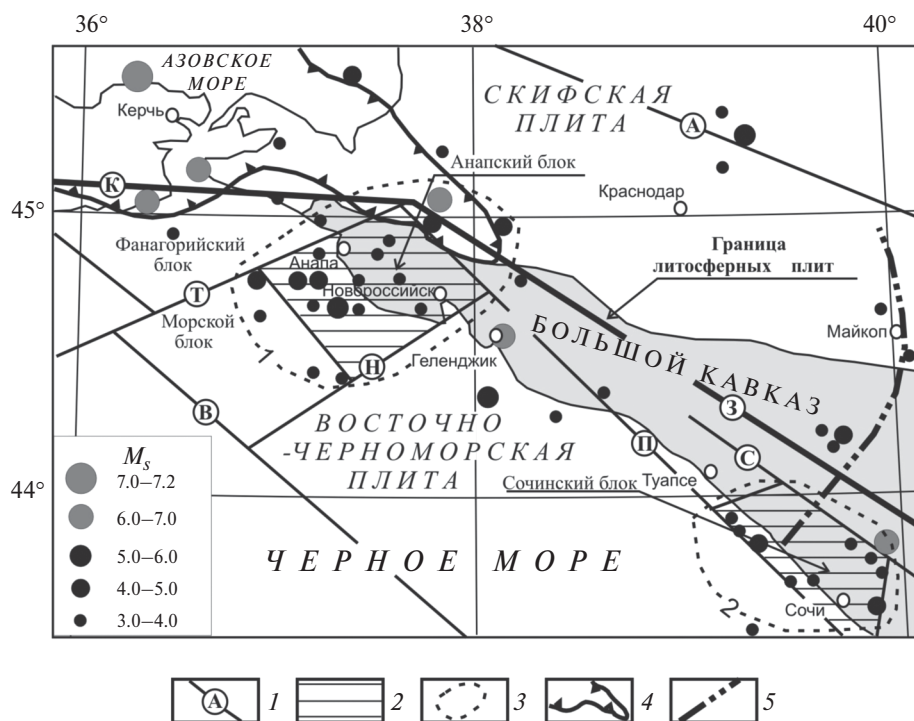 36°
38°
40°
АЗОВСКОЕ
МОРЕ
Керчь
СКИФСКАЯ
ПЛИТА
А
Анапский блок
К
Краснодар
45°
Фанагорийский
блок
Граница
литосферных плит
Анапа
Т
Новороссийск
Морской
блок
БОЛЬШОЙ КАВКАЗ
Майкоп
1
Н
Геленджик
В
ВОСТОЧНО
-ЧЕРНОМОРСКАЯ
ПЛИТА
З
П
С
Сочинский блок
Туапсе
44°
Ms
7.0–7.2
6.0–7.0
5.0–6.0
4.0–5.0
3.0–4.0
ЧЕРНОЕ МОРЕ
2
Сочи
А 1
2
3
4
5